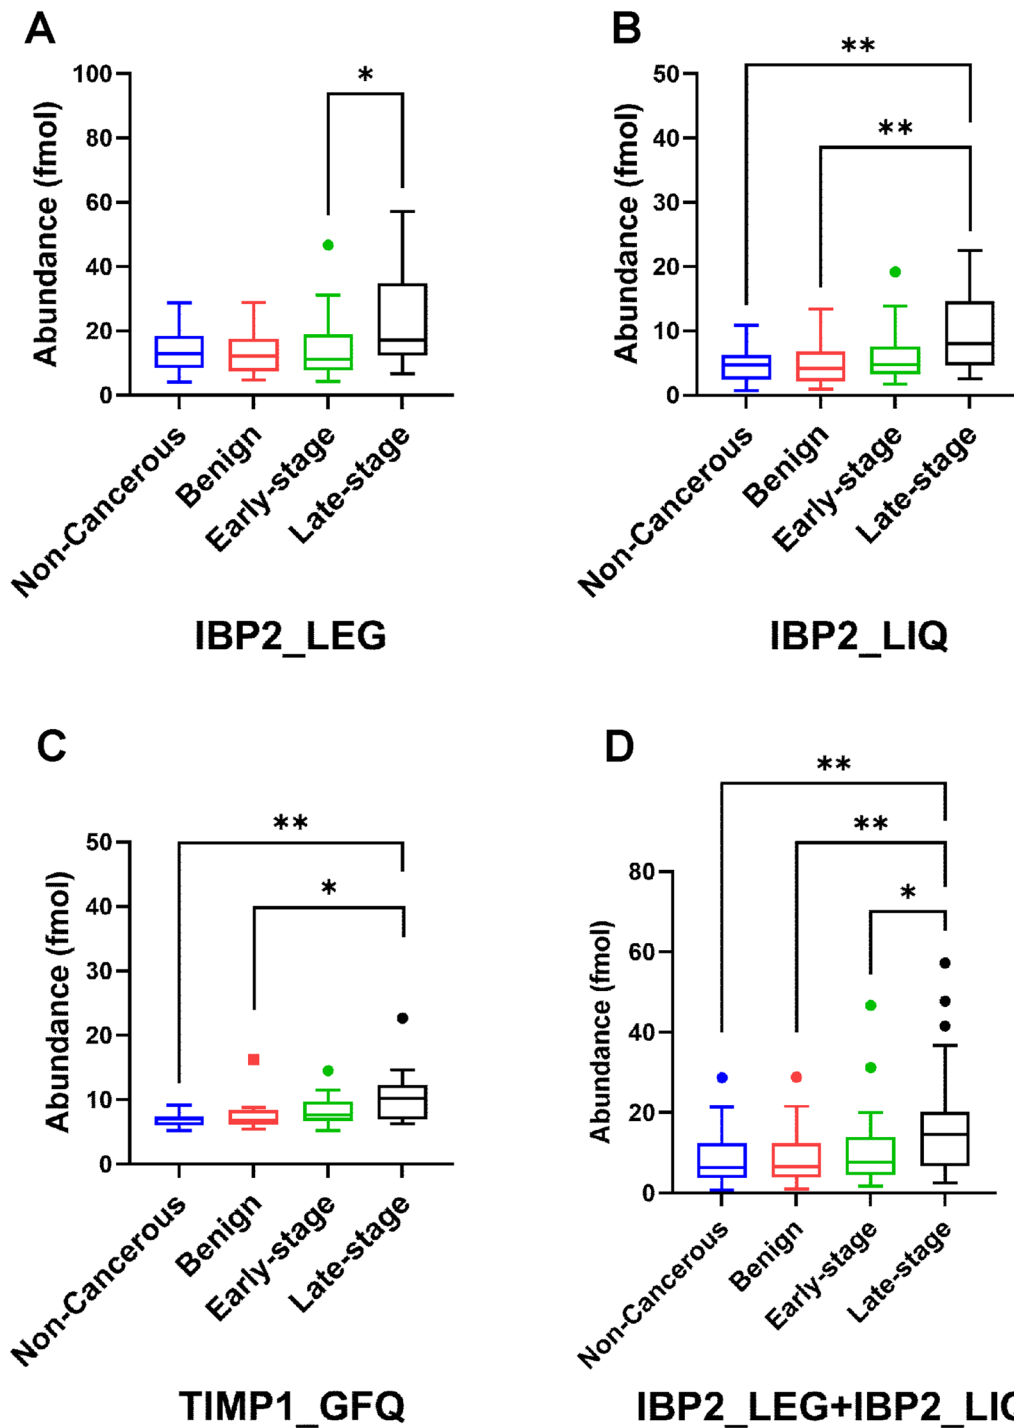 A
Abundance (fmol)
100
80
60
40
20
0
*
Non-Cancerous
Benign
Early-stage
Late-stage
IBP2_LEG
B
Abundance (fmol)
50
40
30
20
10
0
**
**
Non-Cancerous
Benign
Early-stage
Late-stage
IBP2_LIQ
C
Abundance (fmol)
50
40
30
20
10
0
**
*
Non-Cancerous
Benign
Early-stage
Late-stage
TIMP1_GFQ
D
Abundance (fmol)
80
60
40
20
0
**
**
*
Non-Cancerous
Benign
Early-stage
Late-stage
IBP2_LEG+IBP2_LIQ